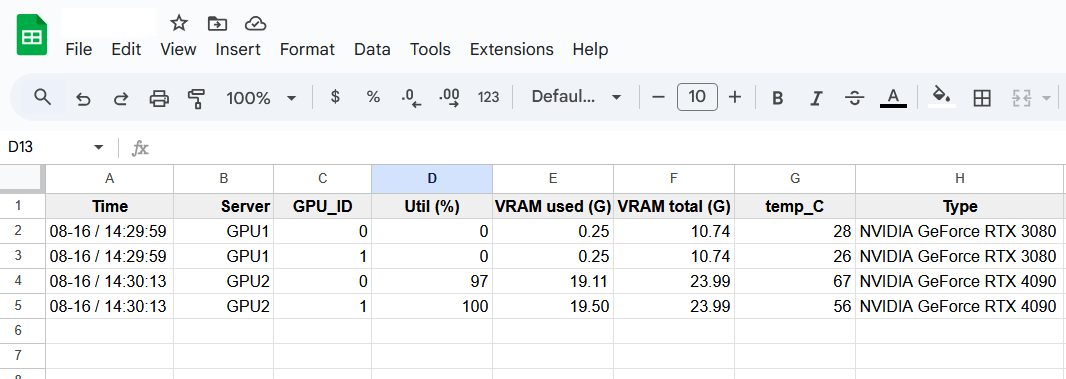 File Edit View Insert Format Data Tools Extensions Help
100% $ % .0 .00 123 Defaul... − 10 + B I A
D13 fx
A B C D E F G H
1 Time Server GPU_ID Util (%) VRAM used (G) VRAM total (G) temp_C Type
2 08-16 / 14:29:59 GPU1 0 0 0.25 10.74 28 NVIDIA GeForce RTX 3080
3 08-16 / 14:29:59 GPU1 1 0 0.25 10.74 26 NVIDIA GeForce RTX 3080
4 08-16 / 14:30:13 GPU2 0 97 19.11 23.99 67 NVIDIA GeForce RTX 4090
5 08-16 / 14:30:13 GPU2 1 100 19.50 23.99 56 NVIDIA GeForce RTX 4090
6
7
8